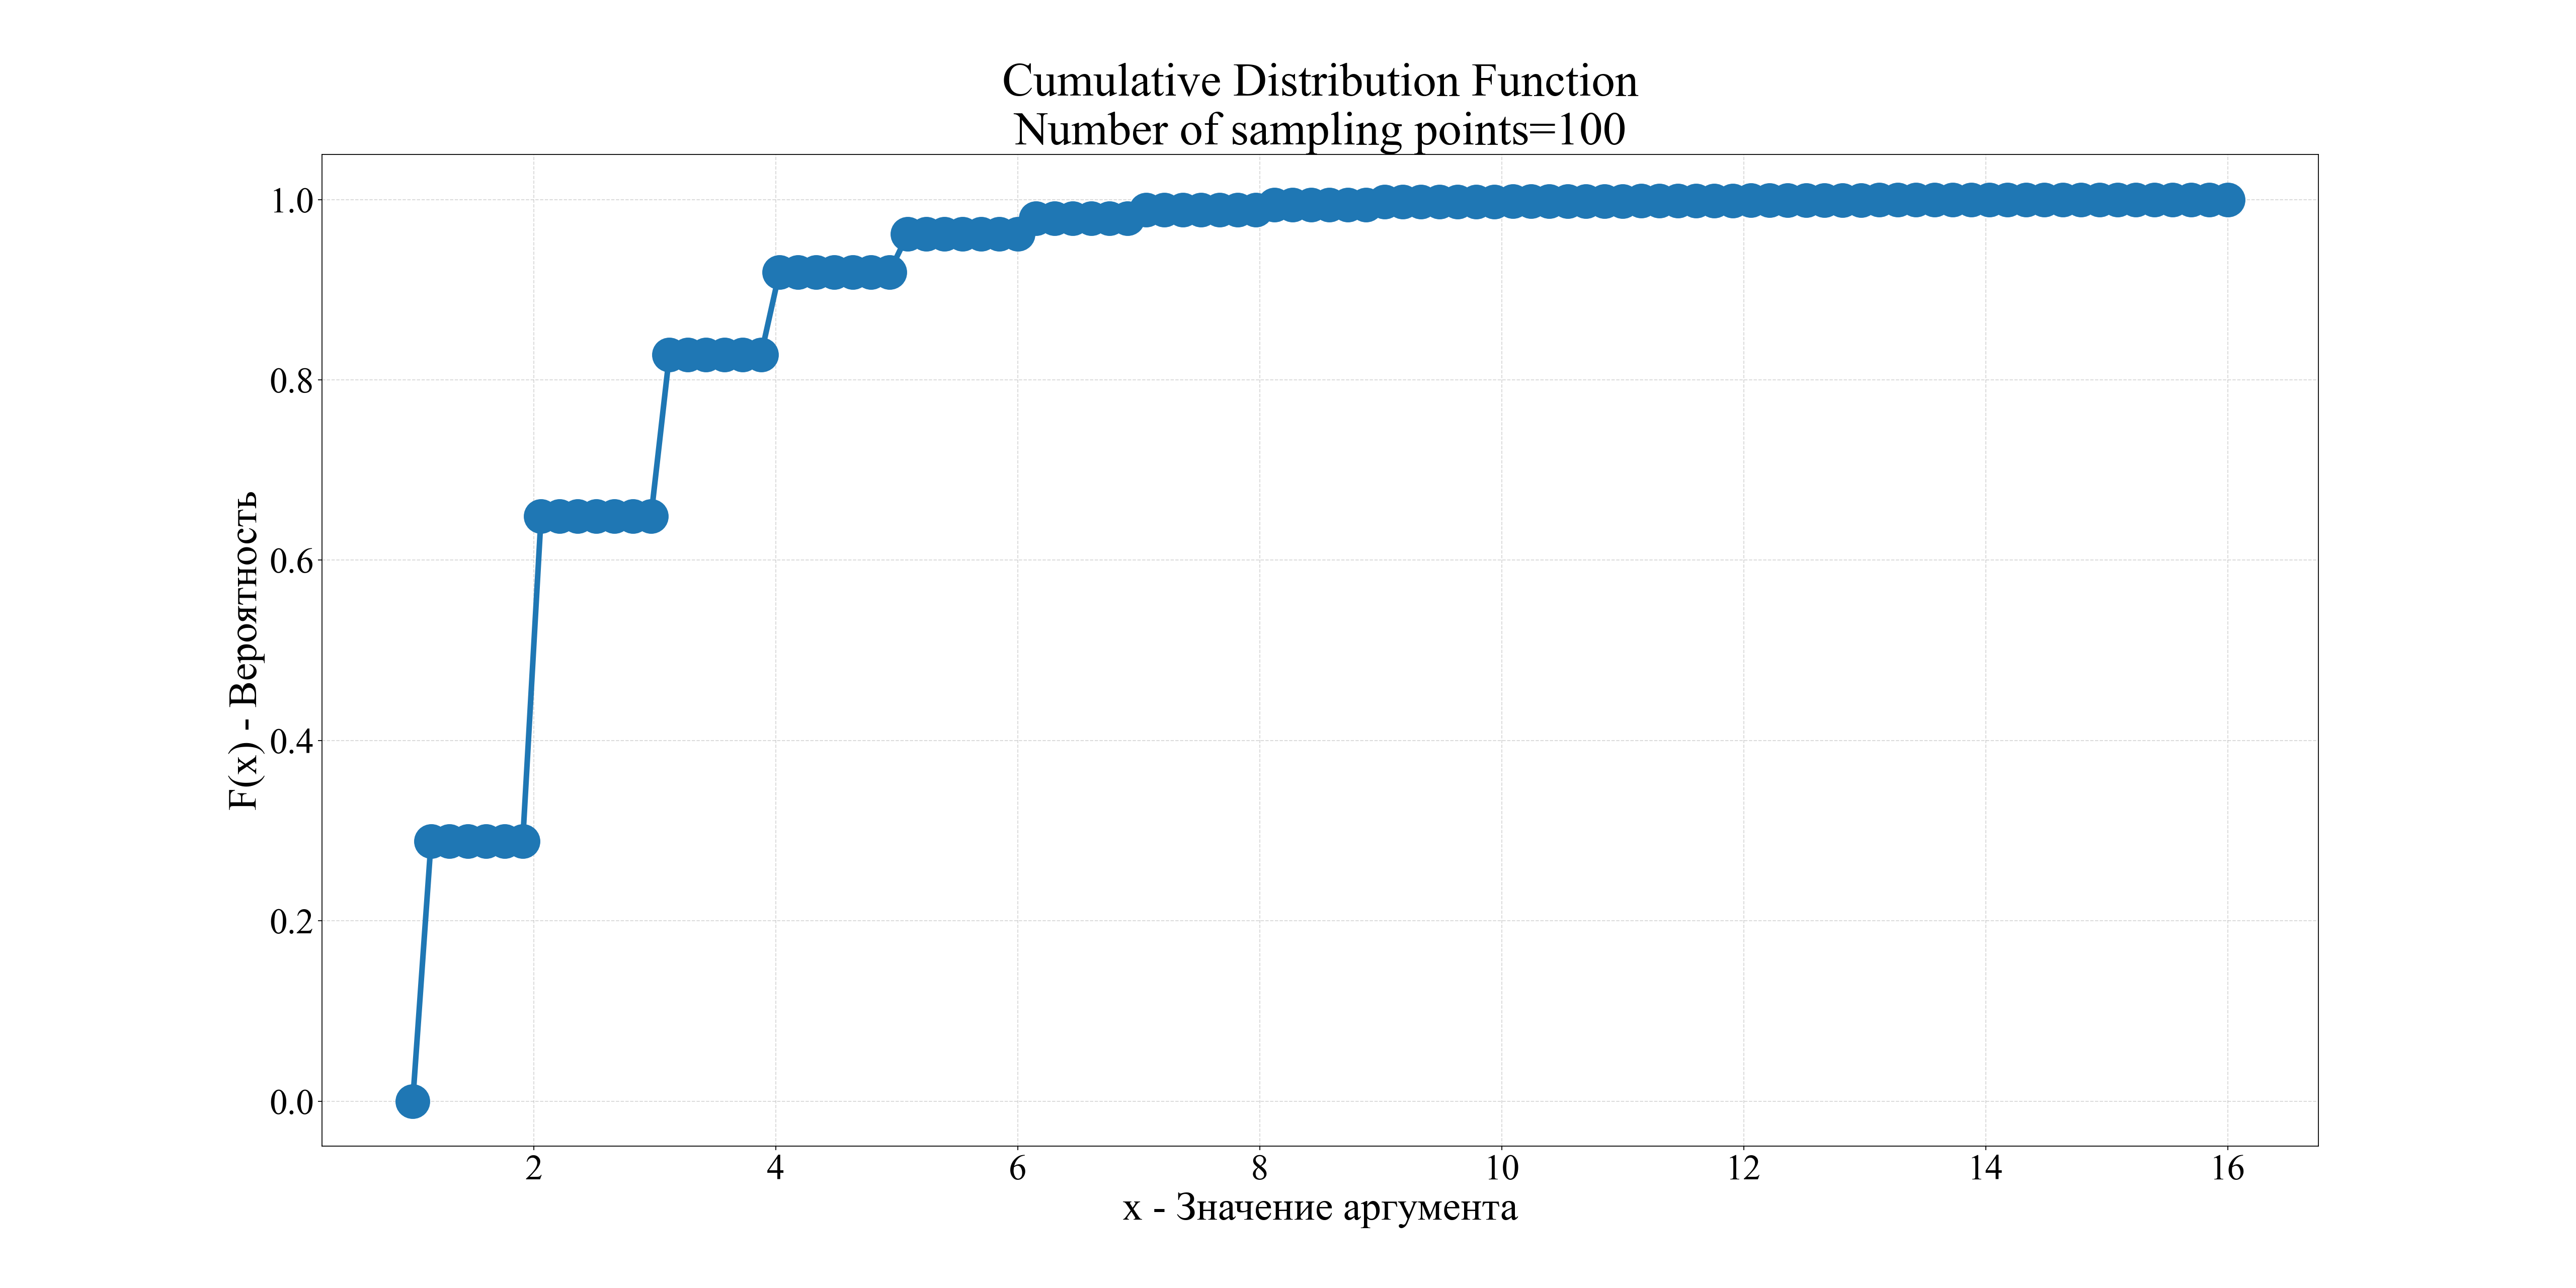 Cumulative Distribution Function
Number of sampling points=100
F(x) - Вероятность
1.0
0.8
0.6
0.4
0.2
0.0
2 4 6 8 10 12 14 16
x - Значение аргумента